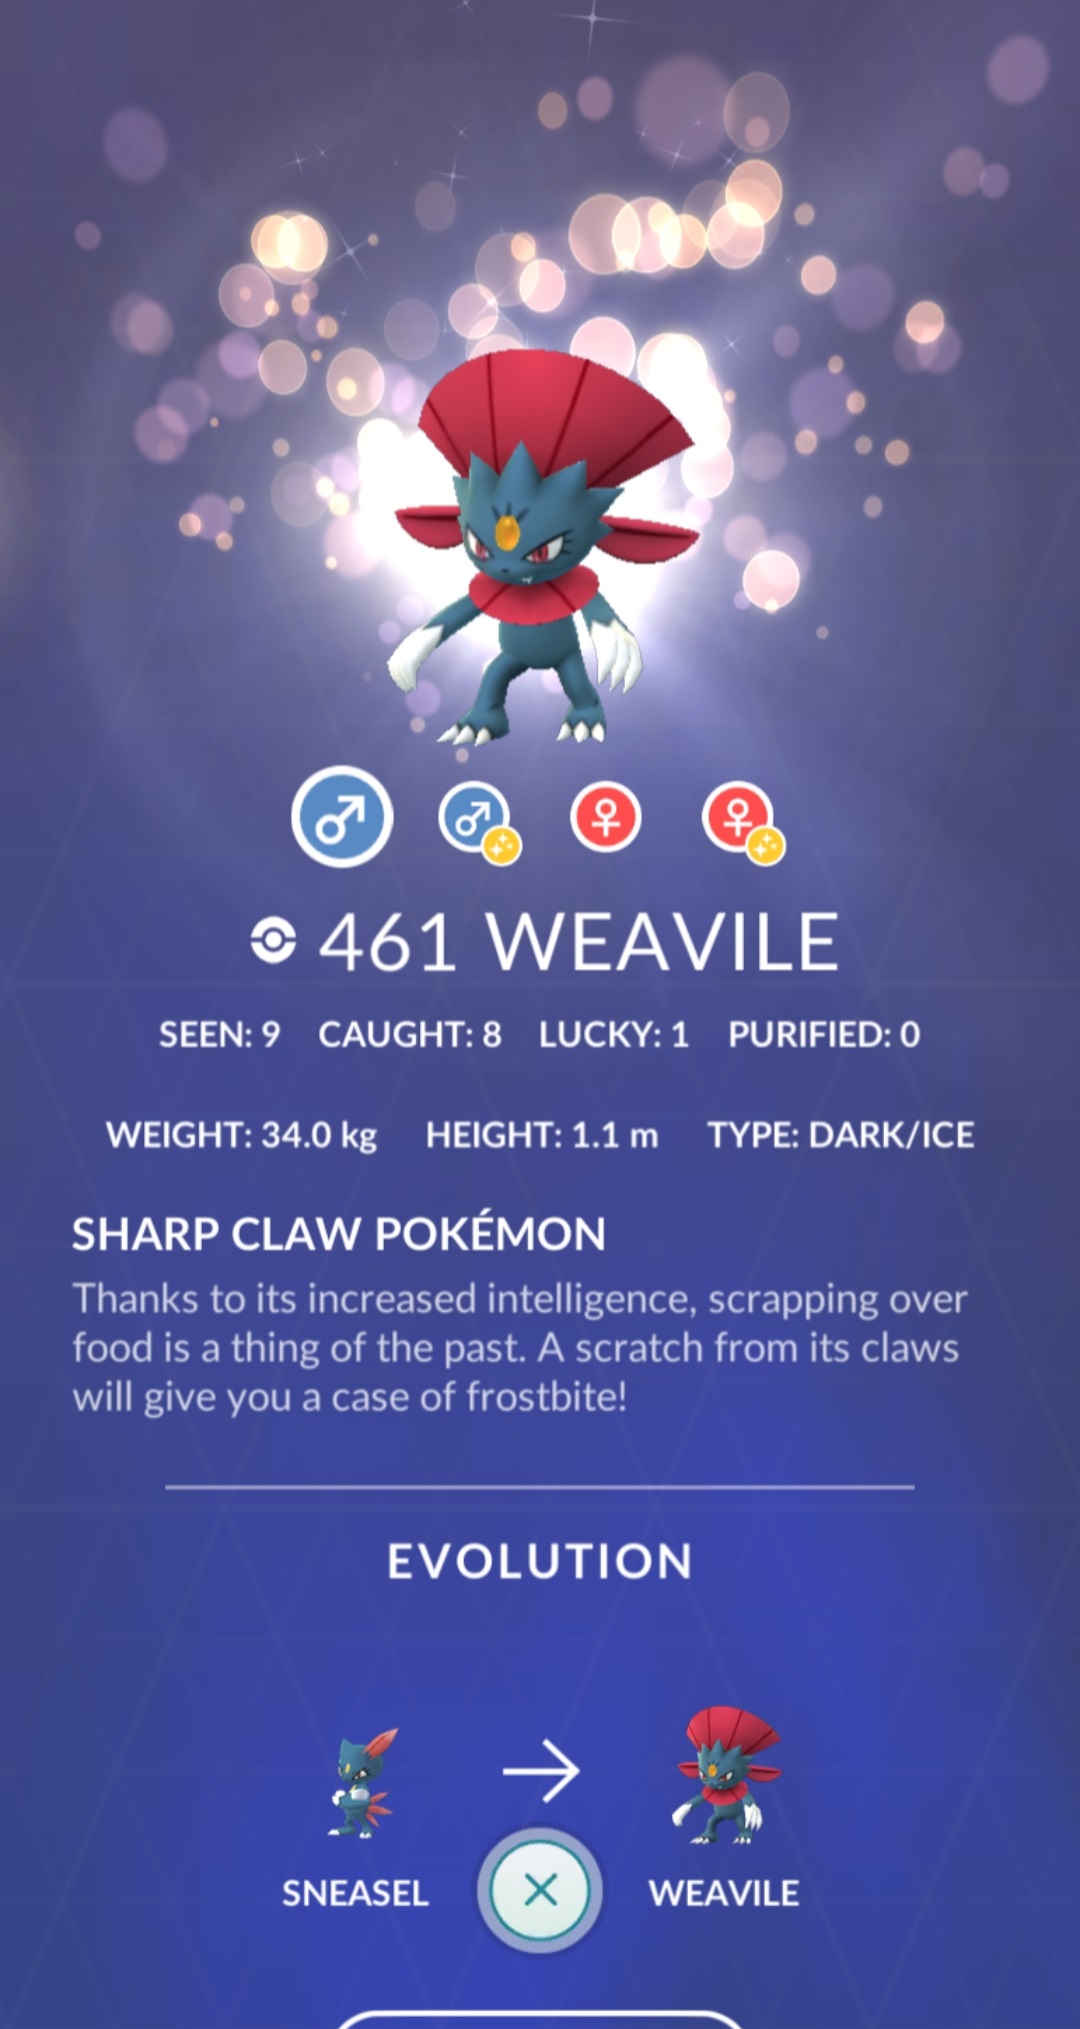 461 WEAVILE
SEEN: 9 CAUGHT: 8 LUCKY: 1 PURIFIED: 0
WEIGHT: 34.0 kg HEIGHT: 1.1 m TYPE: DARK/ICE
SHARP CLAW POKÉMON
Thanks to its increased intelligence, scrapping over
food is a thing of the past. A scratch from its claws
will give you a case of frostbite!
EVOLUTION
SNEASEL WEAVILE